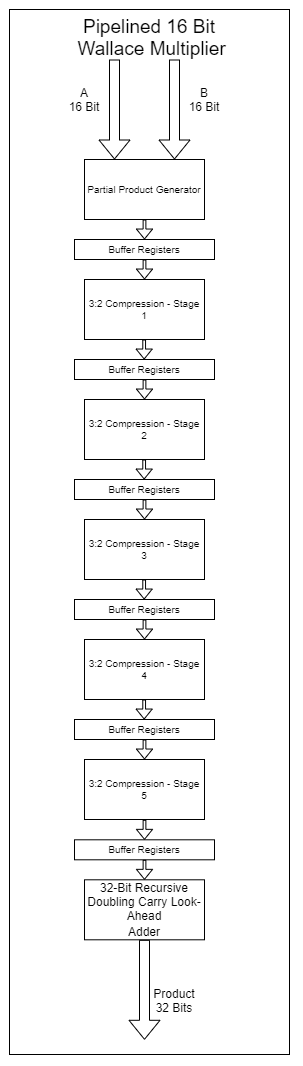 Pipelined 16 Bit
Wallace Multiplier
A
16 Bit
B
16 Bit
Partial Product Generator
Buffer Registers
3:2 Compression - Stage
1
Buffer Registers
3:2 Compression - Stage
2
Buffer Registers
3:2 Compression - Stage
3
Buffer Registers
3:2 Compression - Stage
4
Buffer Registers
3:2 Compression - Stage
5
Buffer Registers
32-Bit Recursive
Doubling Carry Look-
Ahead
Adder
Product
32 Bits